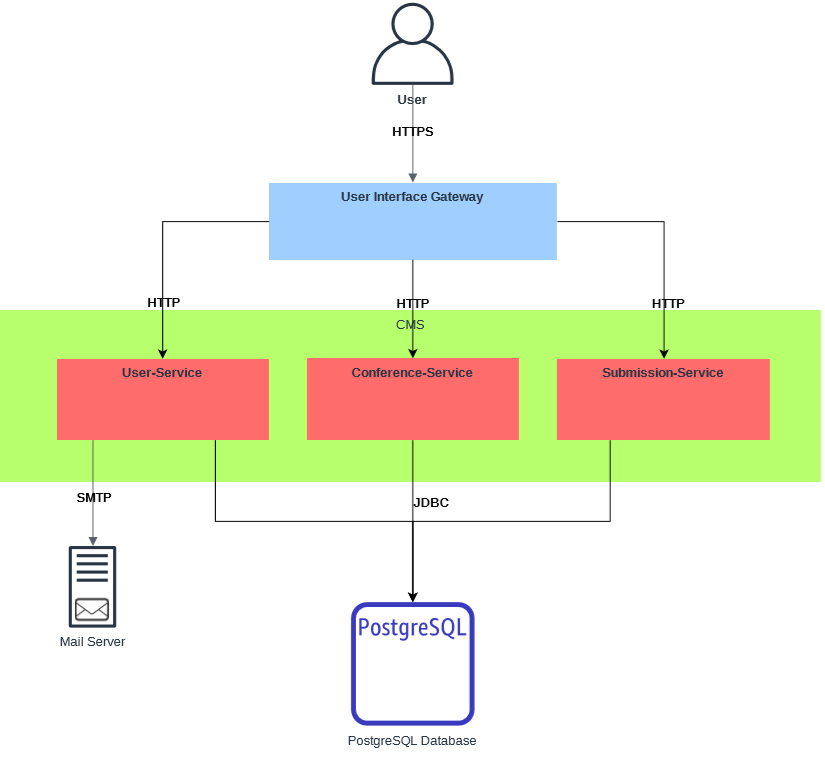 User
HTTPS
User Interface Gateway
HTTP
HTTP
HTTP
CMS
User-Service
Conference-Service
Submission-Service
SMTP
JDBC
PostgreSQL
Mail Server
PostgreSQL Database